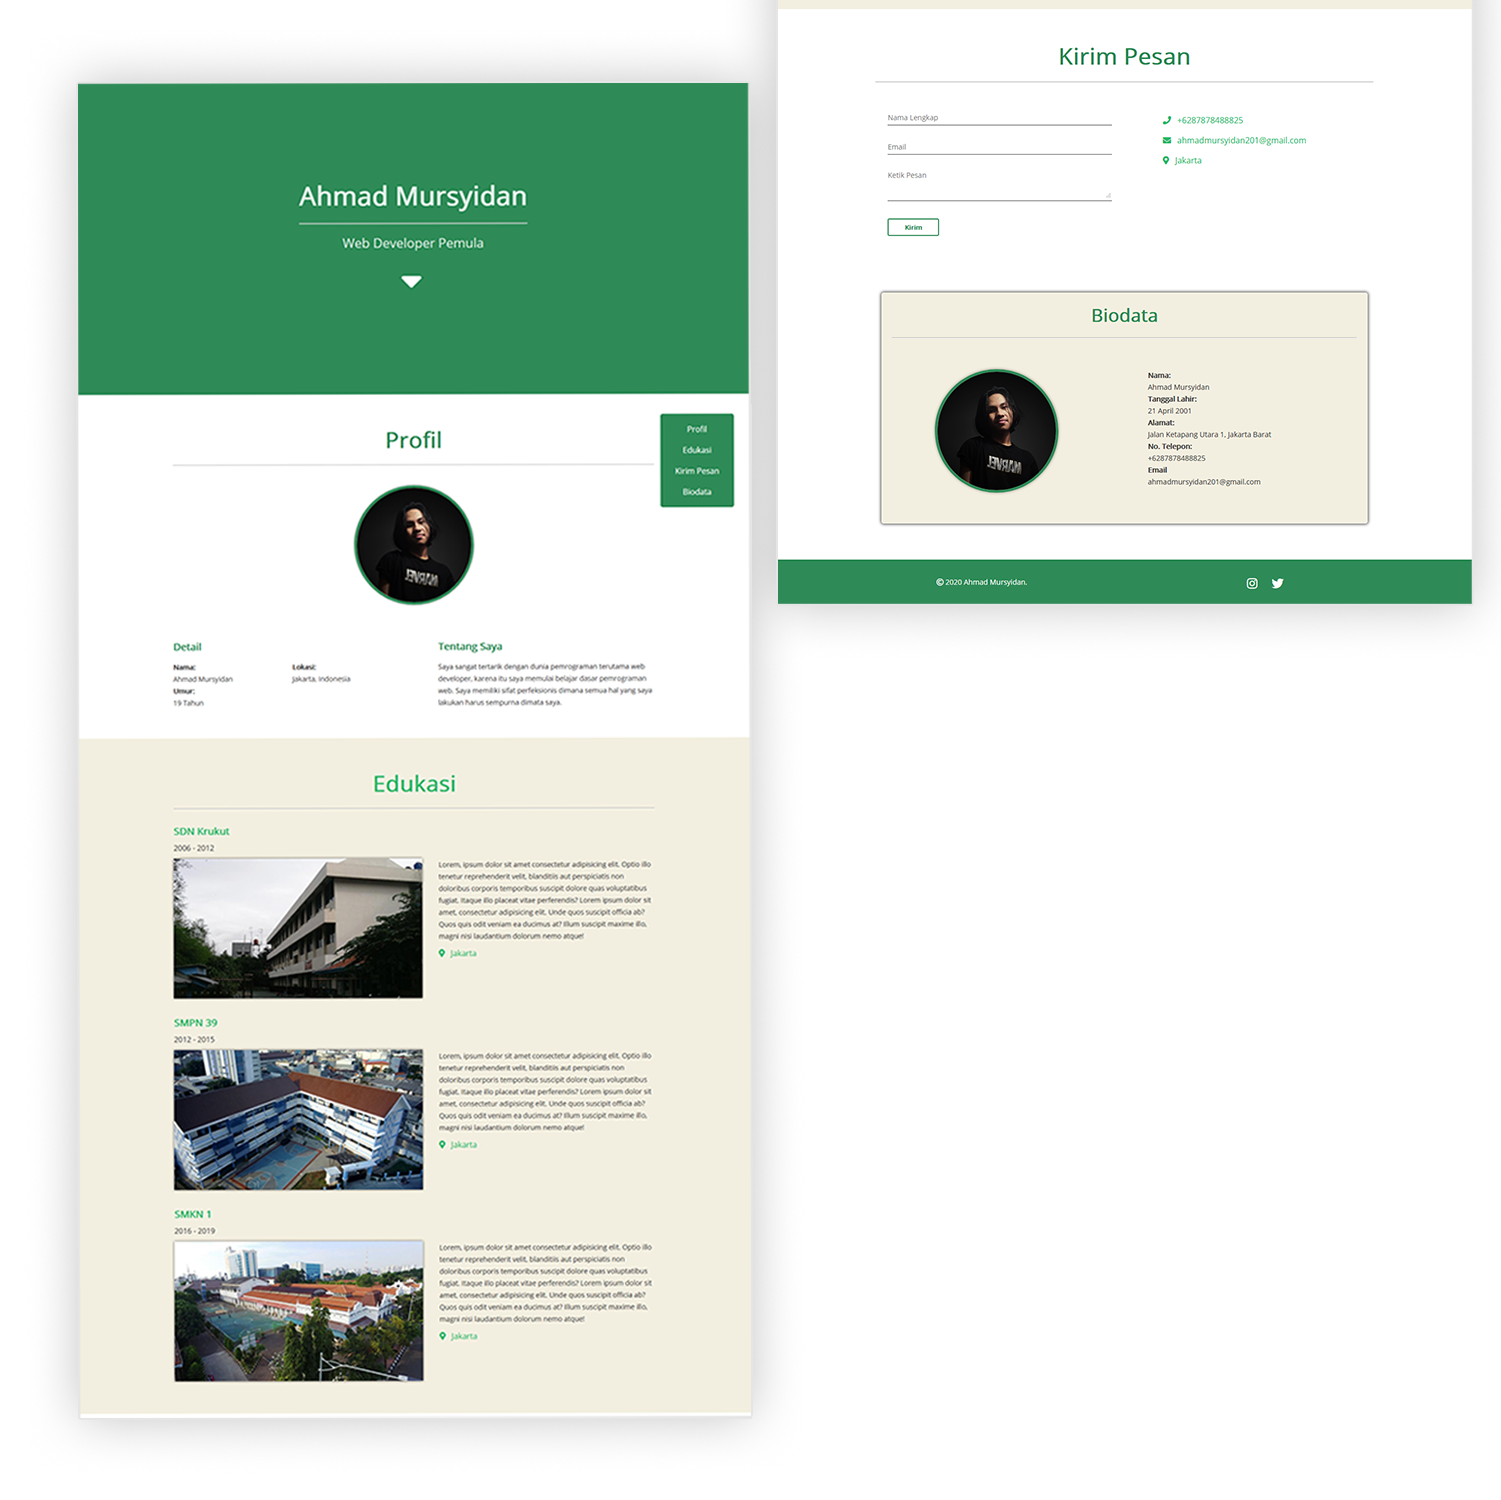 Ahmad Mursyidan
Web Developer Pemula
Profil
Profil
Edukasi
Kirim Pesan
Biodata
Detail
Nama:
Ahmad Mursyidan
Umur:
19 Tahun
Lokasi:
Jakarta, Indonesia
Tentang Saya
Saya sangat tertarik dengan dunia pemrograman terutama web
developer, karena itu saya memulai belajar dasar pemrograman
web. Saya memiliki sifat perfeksionis dimana semua hal yang saya
lakukan harus sempurna dimata saya.
Edukasi
SDN Krukut
2006 - 2012
Lorem, ipsum dolor sit amet consectetur adipisicing elit. Optio illo
tenetur reprehenderit velit, blanditiis aut perspiciatis non
doloribus corporis temporibus suscipit dolore quas voluptatibus
fugiat. Itaque illo placeat vitae perferendis? Lorem ipsum dolor sit
amet, consectetur adipisicing elit. Unde quos suscipit officia ab?
Quos quis odit veniam ea ducimus at? Illum suscipit maxime illo,
magni nisi laudantium dolorum nemo atque!
Jakarta
SMPN 39
2012 - 2015
Lorem, ipsum dolor sit amet consectetur adipisicing elit. Optio illo
tenetur reprehenderit velit, blanditiis aut perspiciatis non
doloribus corporis temporibus suscipit dolore quas voluptatibus
fugiat. Itaque illo placeat vitae perferendis? Lorem ipsum dolor sit
amet, consectetur adipisicing elit. Unde quos suscipit officia ab?
Quos quis odit veniam ea ducimus at? Illum suscipit maxime illo,
magni nisi laudantium dolorum nemo atque!
Jakarta
SMKN 1
2016 - 2019
Lorem, ipsum dolor sit amet consectetur adipisicing elit. Optio illo
tenetur reprehenderit velit, blanditiis aut perspiciatis non
doloribus corporis temporibus suscipit dolore quas voluptatibus
fugiat. Itaque illo placeat vitae perferendis? Lorem ipsum dolor sit
amet, consectetur adipisicing elit. Unde quos suscipit officia ab?
Quos quis odit veniam ea ducimus at? Illum suscipit maxime illo,
magni nisi laudantium dolorum nemo atque!
Jakarta
Kirim Pesan
Nama Lengkap
Email
Ketik Pesan
Kirim
+6287878488825
ahmadmursyidan201@gmail.com
Jakarta
Biodata
MARVEL
Nama:
Ahmad Mursyidan
Tanggal Lahir:
21 April 2001
Alamat:
Jalan Ketapang Utara 1, Jakarta Barat
No. Telepon:
+6287878488825
Email
ahmadmursyidan201@gmail.com
© 2020 Ahmad Mursyidan.